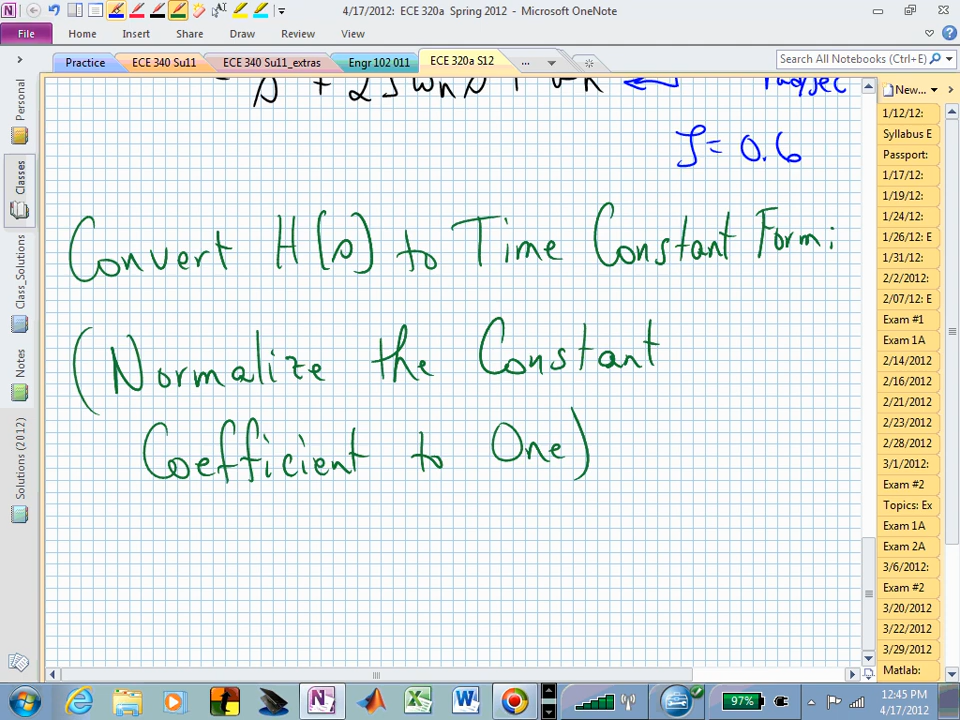 4/17/2012: ECE 320a Spring 2012 - Microsoft OneNote
File Home Insert Share Draw Review View
Practice ECE 340 Su11 ECE 340 Su11_extras Engr 102 011 ECE 320a S12 ... Search All Notebooks (Ctrl+E)
New...
Personal
Classes
Class_Solutions
Notes
Solutions (2012)
rad/sec
ζ = 0.6
Convert H(s) to Time Constant Form:
(Normalize the Constant
Coefficient to One)
1/12/12:
Syllabus E
Passport:
1/17/12:
1/19/12:
1/24/12:
1/26/12: E
1/31/12:
2/2/2012:
2/07/12: E
Exam #1
Exam 1A
2/14/2012
2/16/2012
2/21/2012
2/23/2012
2/28/2012
3/1/2012:
Exam #2
Topics: Ex
Exam 1A
Exam 2A
3/6/2012:
Exam #2
3/20/2012
3/22/2012
3/29/2012
Matlab:
97%
12:45 PM
4/17/2012